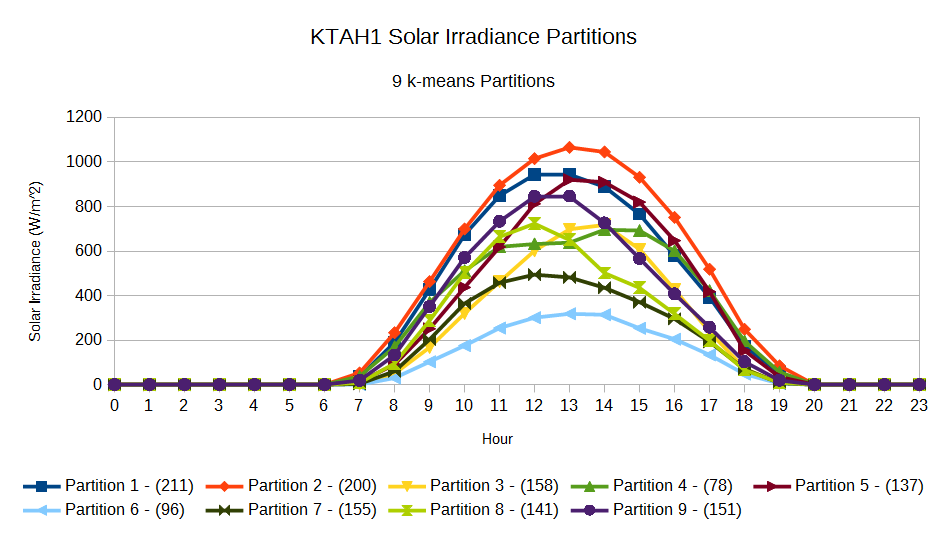 KTAH1 Solar Irradiance Partitions
9 k-means Partitions
1200
1000
800
600
400
200
0
Solar Irradiance (W/m^2)
0 1 2 3 4 5 6 7 8 9 10 11 12 13 14 15 16 17 18 19 20 21 22 23
Hour
Partition 1 - (211) Partition 2 - (200) Partition 3 - (158) Partition 4 - (78) Partition 5 - (137)
Partition 6 - (96) Partition 7 - (155) Partition 8 - (141) Partition 9 - (151)